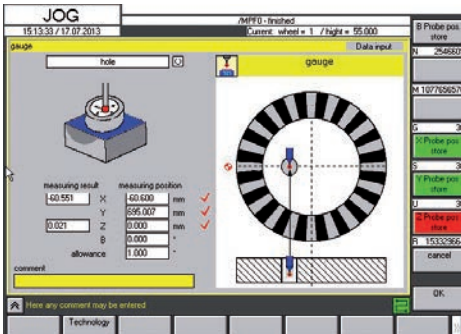 JOG
/MPF0 - finished
15:13:33 / 17.07.2013
Current: wheel = 1 / hight = 55.000
B Probe pos
store
gauge
Data input
hole
gauge
X Probe pos
store
Y Probe pos
store
Z Probe pos
store
measuring result
measuring position
-60.551 X -60.600 mm
Y 695.007 mm
0.021 Z 0.000 mm
B 0.000 °
allowance 1.000 °
comment
cancel
OK
Here any comment may be entered
Technology